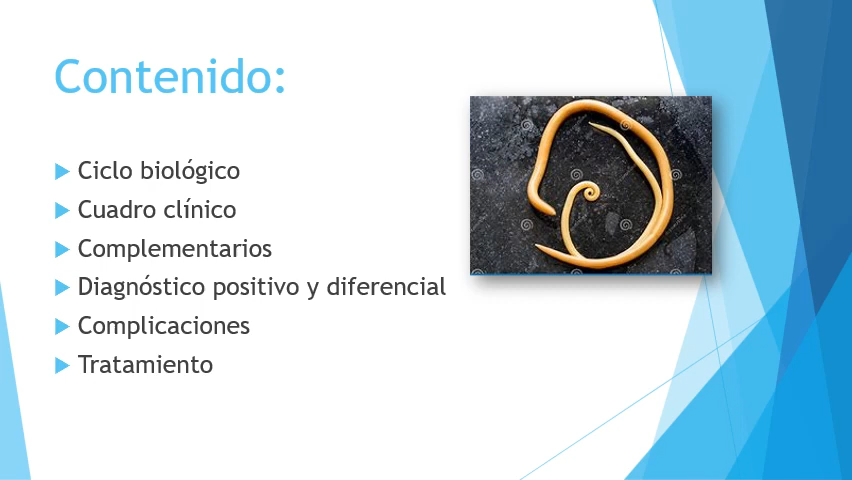 Contenido:
Ciclo biológico
Cuadro clínico
Complementarios
Diagnóstico positivo y diferencial
Complicaciones
Tratamiento